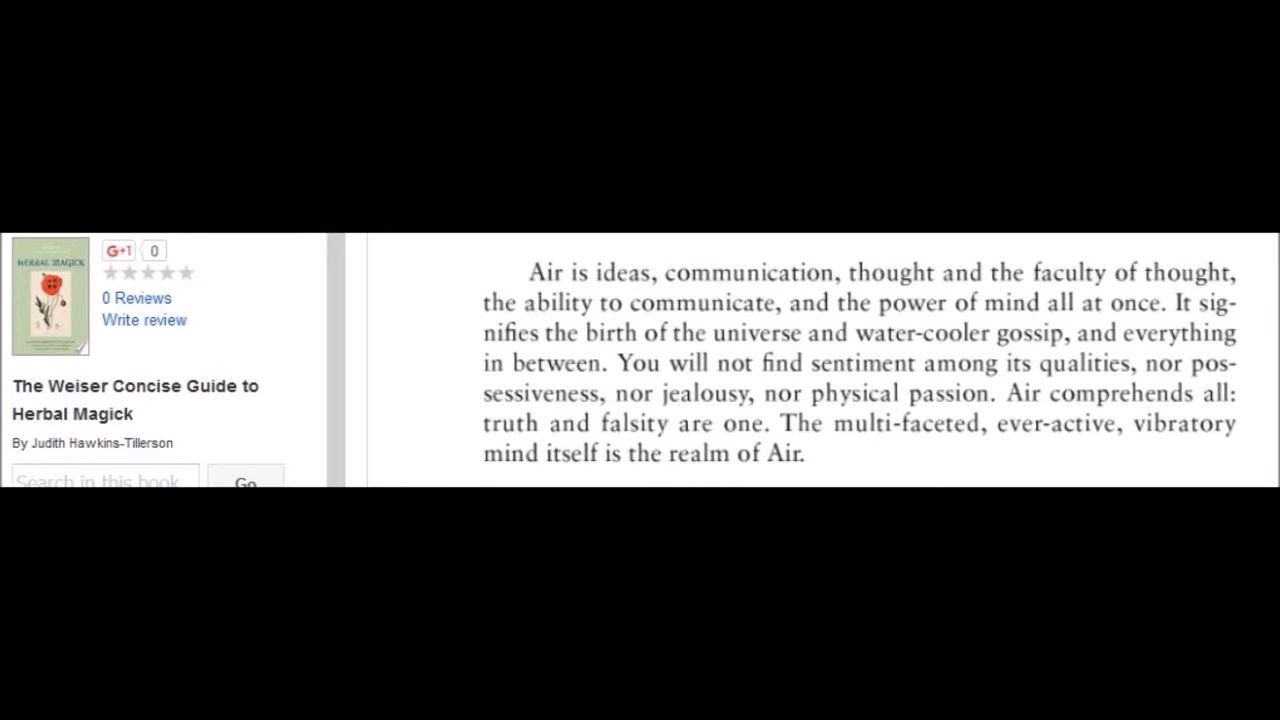 HERBAL MAGICK
G+1
0
0 Reviews
Write review
The Weiser Concise Guide to
Herbal Magick
By Judith Hawkins-Tillerson
Search in this book
Go
Air is ideas, communication, thought and the faculty of thought,
the ability to communicate, and the power of mind all at once. It sig-
nifies the birth of the universe and water-cooler gossip, and everything
in between. You will not find sentiment among its qualities, nor pos-
sessiveness, nor jealousy, nor physical passion. Air comprehends all:
truth and falsity are one. The multi-faceted, ever-active, vibratory
mind itself is the realm of Air.